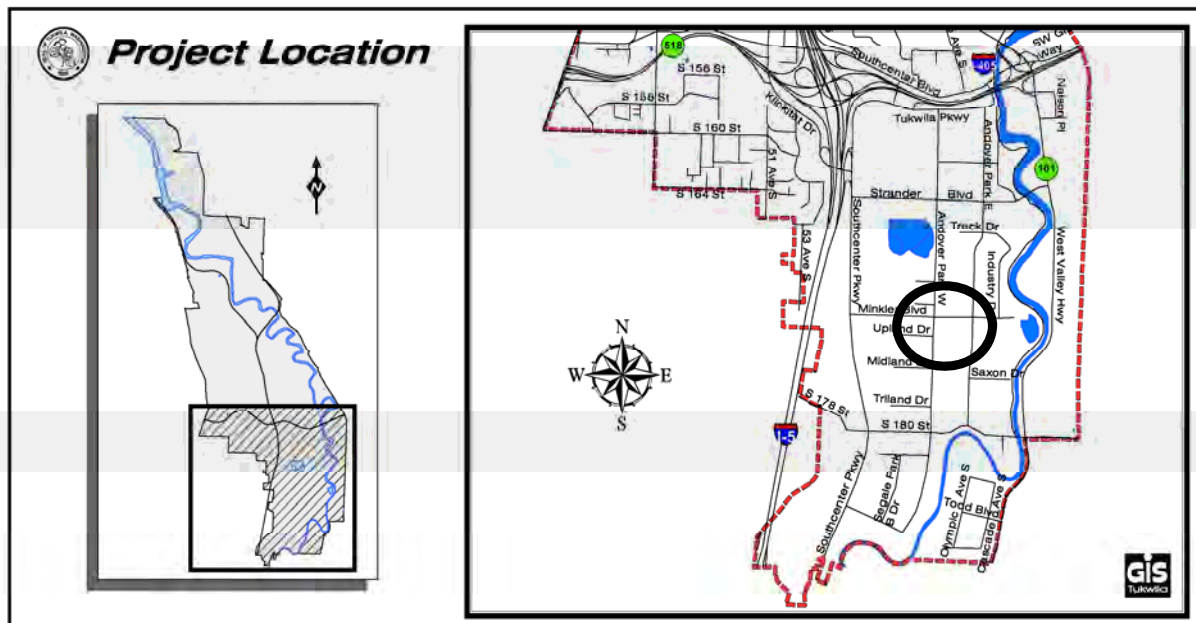 Project Location
N
518
S 156 St
S 158 St
S 160 St
S 164 St
51 Ave S
53 Ave S
Klickitat Dr
Southcenter Blvd
I-405
SW Gr
Way
Nelson Pl
Tukwila Pkwy
Andover Park E
181
Strander Blvd
Southcenter Pkwy
Andover Park W
Truck Dr
Industry Dr
West Valley Hwy
Minkler Blvd
Upland Dr
Midland
Saxon Dr
Triland Dr
S 178 St
S 180 St
I-5
N
W E
S
Southcenter Pkwy
Segale Park
B Dr
Olympic Ave S
Todd Blvd
Cascade Ave S
GIS
Tukwila